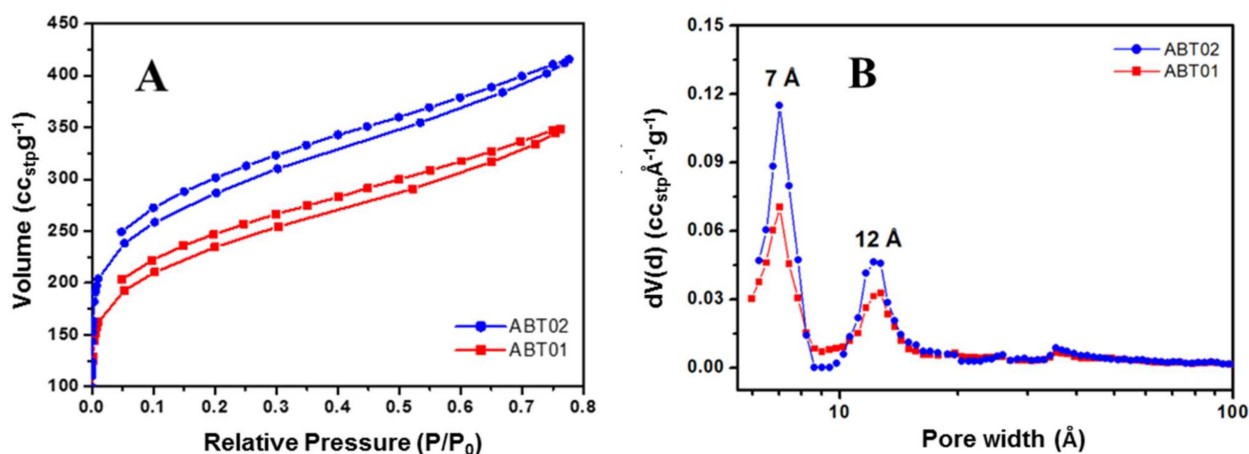 A
Volume (cc_stp g⁻¹)
450
400
350
300
250
200
150
100
0.0 0.1 0.2 0.3 0.4 0.5 0.6 0.7 0.8
Relative Pressure (P/P₀)
ABT02
ABT01
B
dV(d) (cc_stp Å⁻¹g⁻¹)
0.15
0.12
0.09
0.06
0.03
0.00
7 Å
12 Å
ABT02
ABT01
10 100
Pore width (Å)